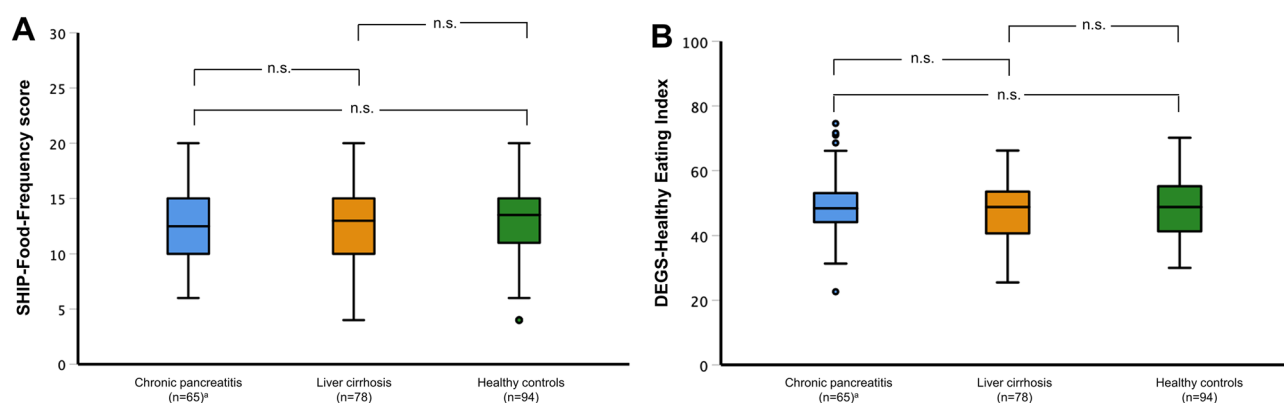 A
SHIP-Food-Frequency score
30
25
20
15
10
5
0
n.s.
n.s.
n.s.
Chronic pancreatitis
(n=65)ᵃ
Liver cirrhosis
(n=78)
Healthy controls
(n=94)
B
DEGS-Healthy Eating Index
100
80
60
40
20
0
n.s.
n.s.
n.s.
Chronic pancreatitis
(n=65)ᵃ
Liver cirrhosis
(n=78)
Healthy controls
(n=94)